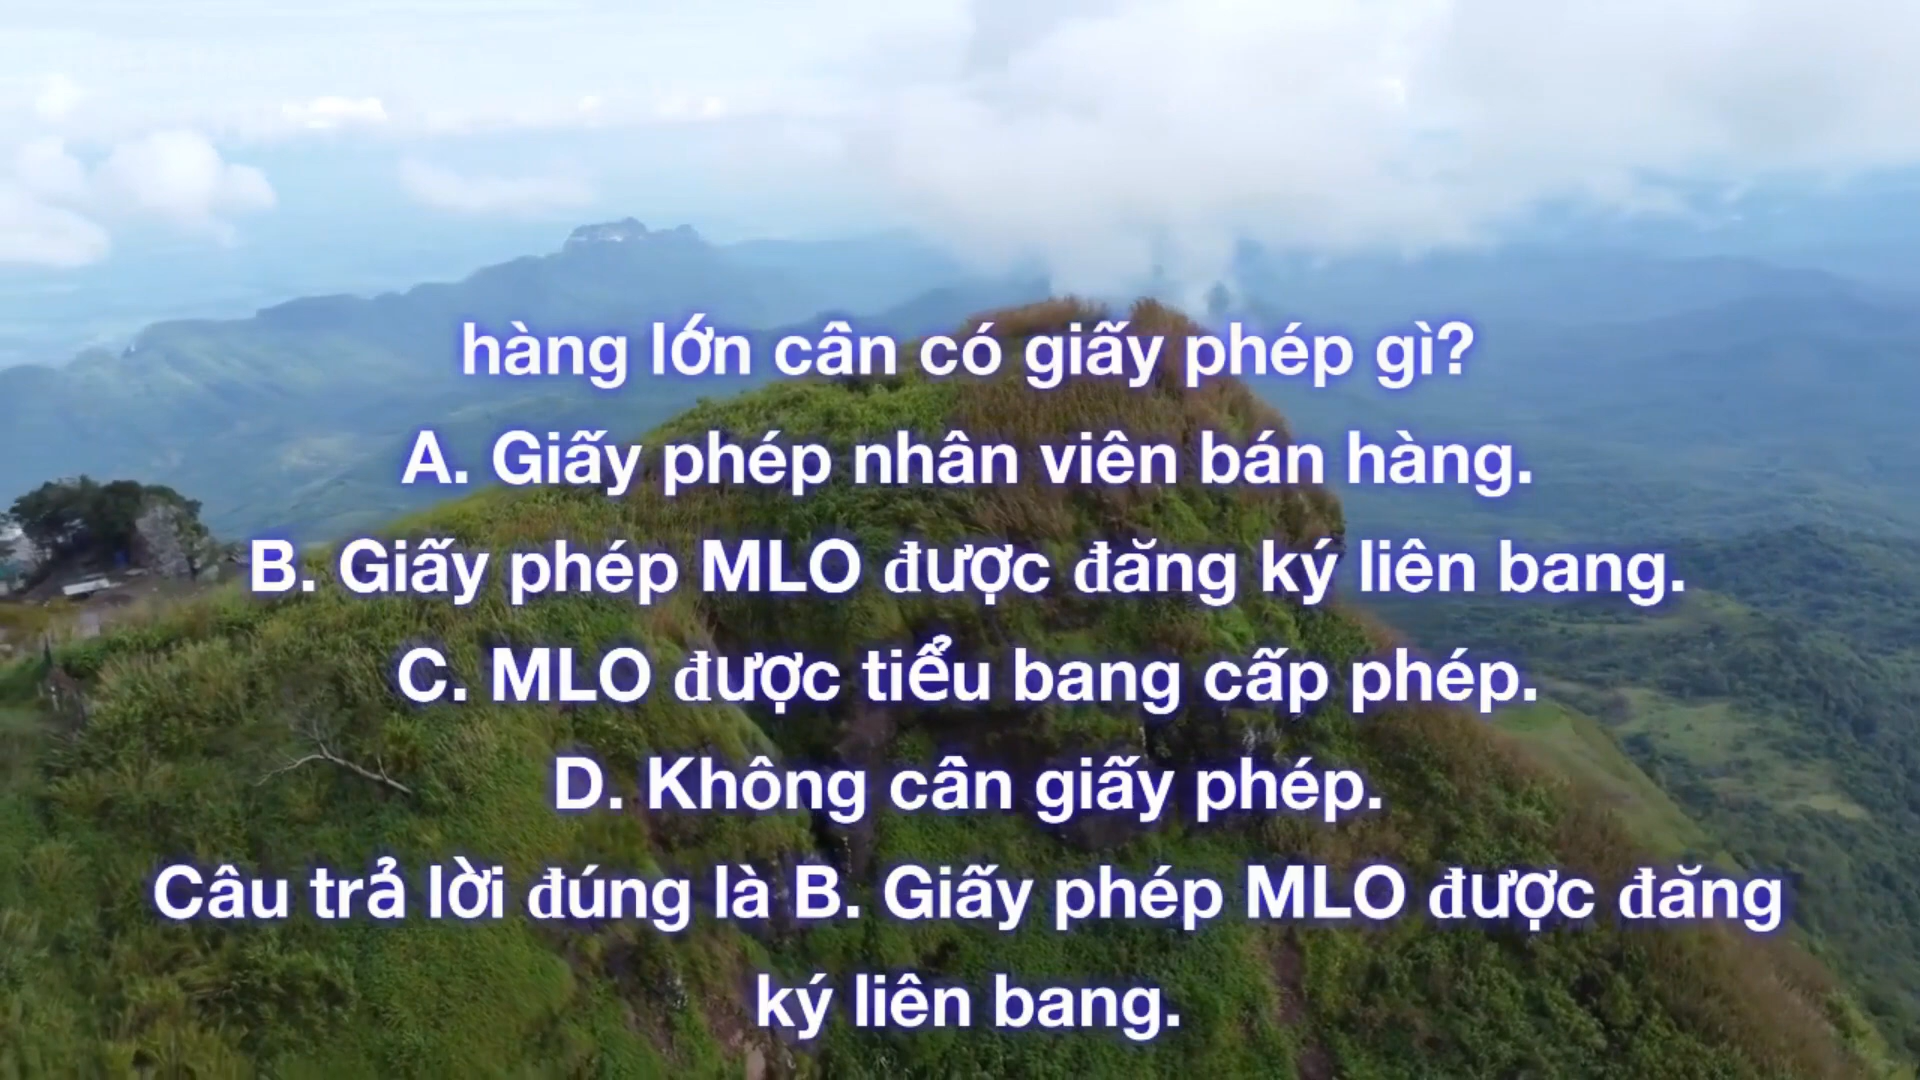 hàng lớn cần có giấy phép gì?
A. Giấy phép nhân viên bán hàng.
B. Giấy phép MLO được đăng ký liên bang.
C. MLO được tiểu bang cấp phép.
D. Không cần giấy phép.
Câu trả lời đúng là B. Giấy phép MLO được đăng
ký liên bang.